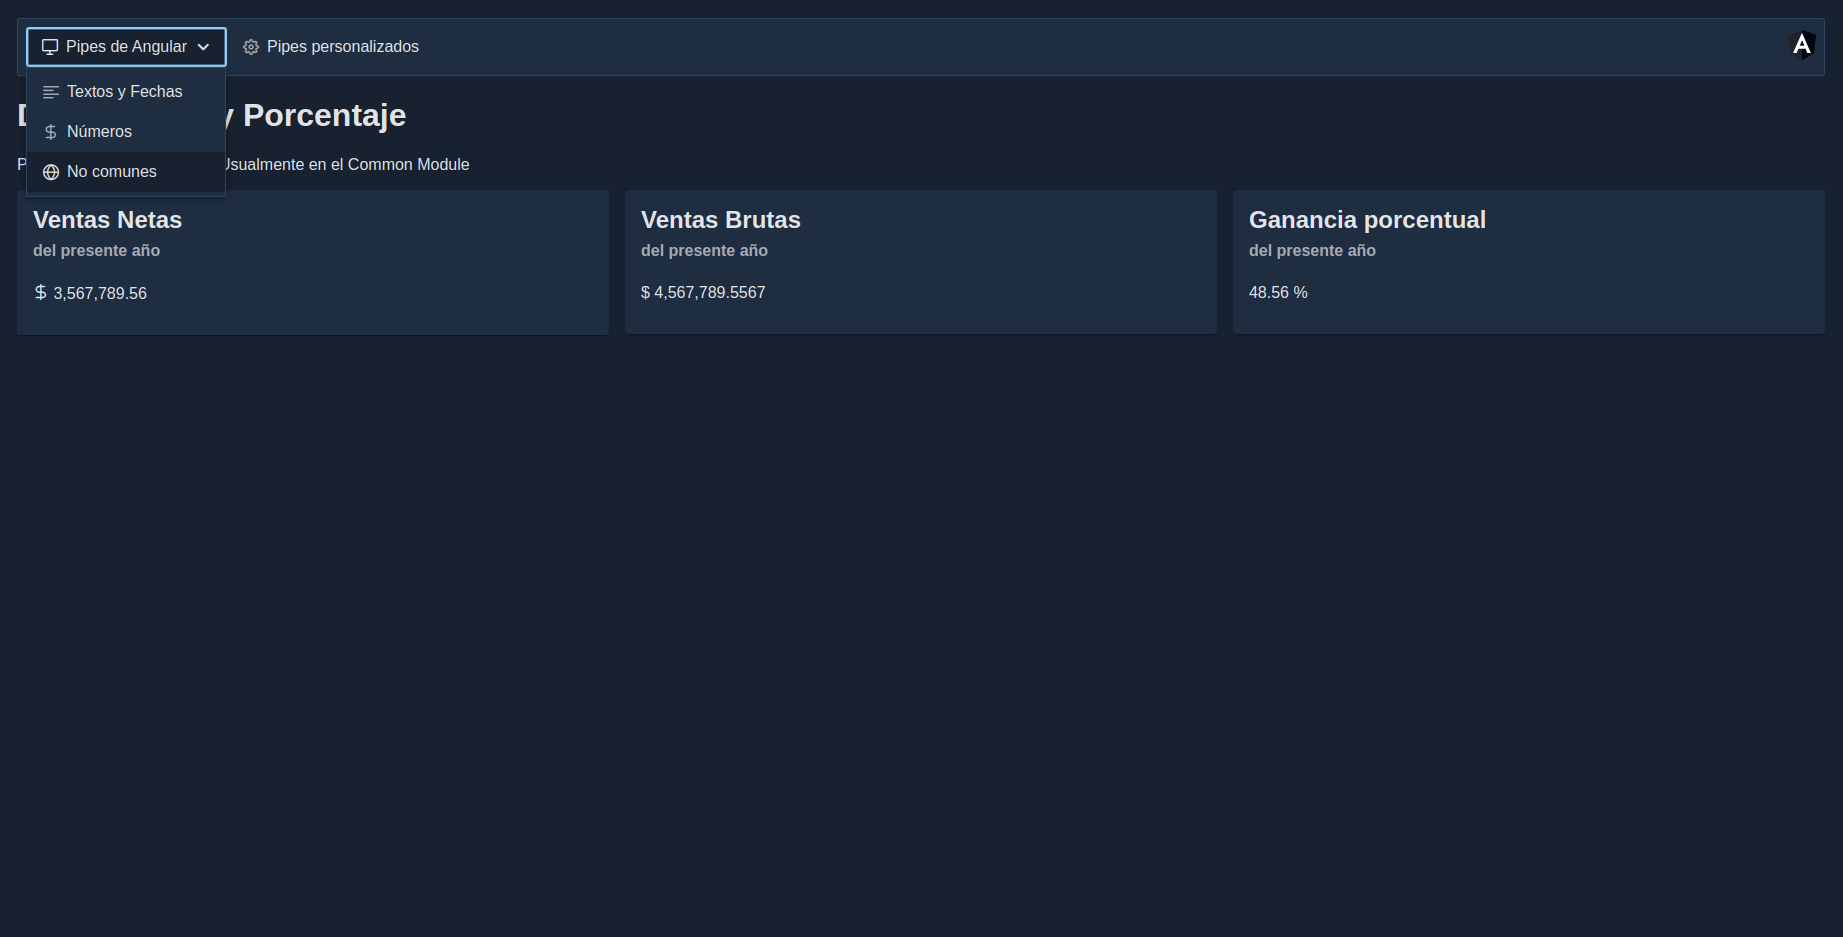 Pipes de Angular
Pipes personalizados
Textos y Fechas
Números
No comunes
y Porcentaje
Usualmente en el Common Module
Ventas Netas
del presente año
$ 3,567,789.56
Ventas Brutas
del presente año
$ 4,567,789.5567
Ganancia porcentual
del presente año
48.56 %